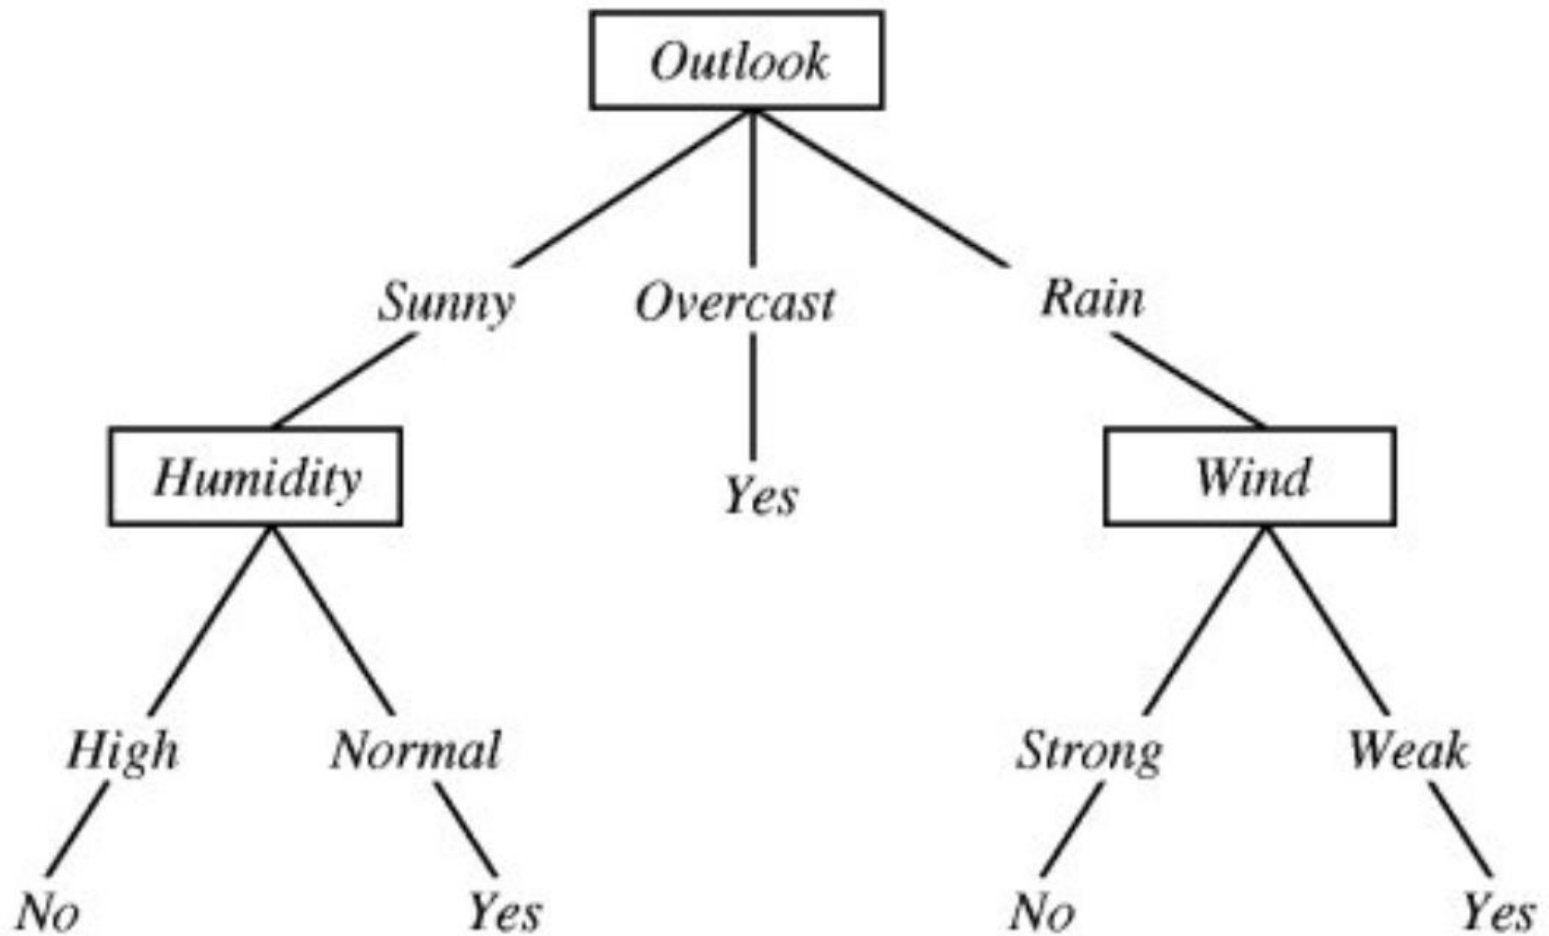 Outlook
Sunny Overcast Rain
Humidity Yes Wind
High Normal Strong Weak
No Yes No Yes